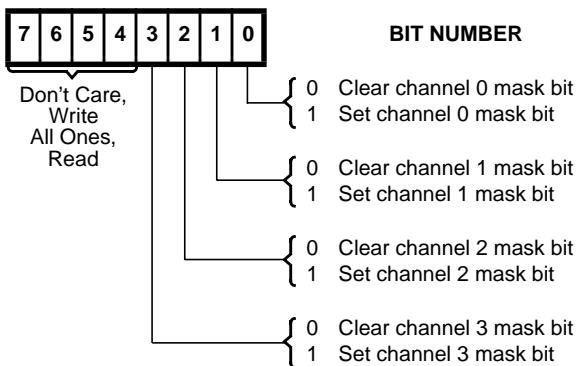 7 6 5 4 3 2 1 0 BIT NUMBER
Don't Care,
Write
All Ones,
Read
0 Clear channel 0 mask bit
1 Set channel 0 mask bit
0 Clear channel 1 mask bit
1 Set channel 1 mask bit
0 Clear channel 2 mask bit
1 Set channel 2 mask bit
0 Clear channel 3 mask bit
1 Set channel 3 mask bit